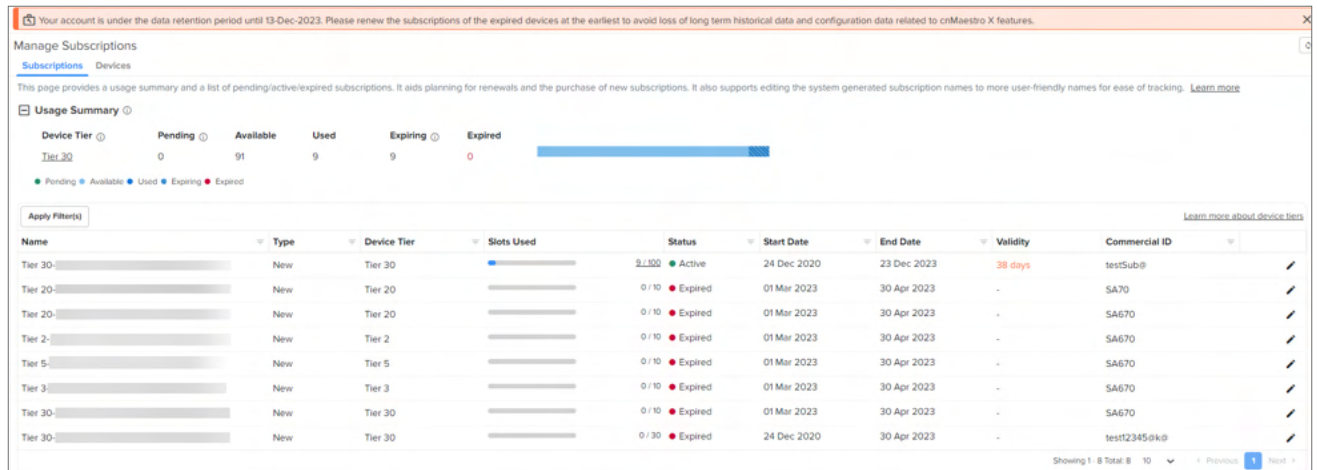 Your account is under the data retention period until 13-Dec-2023. Please renew the subscriptions of the expired devices at the earliest to avoid loss of long term historical data and configuration data related to cnMaestro X features.
Manage Subscriptions
Subscriptions Devices
This page provides a usage summary and a list of pending/active/expired subscriptions. It aids planning for renewals and the purchase of new subscriptions. It also supports editing the system generated subscription names to more user-friendly names for ease of tracking. Learn more
Usage Summary
Device Tier Pending Available Used Expiring Expired
Tier 30 0 91 9 9 0
Pending Available Used Expiring Expired
Apply Filter(s) Learn more about device tiers
Name Type Device Tier Slots Used Status Start Date End Date Validity Commercial ID
Tier 30- New Tier 30 9 / 100 Active 24 Dec 2020 23 Dec 2023 38 days testSub@
Tier 20- New Tier 20 0 / 10 Expired 01 Mar 2023 30 Apr 2023 - SA70
Tier 20- New Tier 20 0 / 10 Expired 01 Mar 2023 30 Apr 2023 - SA670
Tier 2- New Tier 2 0 / 10 Expired 01 Mar 2023 30 Apr 2023 - SA670
Tier 5- New Tier 5 0 / 10 Expired 01 Mar 2023 30 Apr 2023 - SA670
Tier 3- New Tier 3 0 / 10 Expired 01 Mar 2023 30 Apr 2023 - SA670
Tier 30- New Tier 30 0 / 10 Expired 01 Mar 2023 30 Apr 2023 - SA670
Tier 30- New Tier 30 0 / 30 Expired 24 Dec 2020 30 Apr 2023 - test12345@k@
Showing 1 - 8 Total: 8 10 < Previous 1 Next >